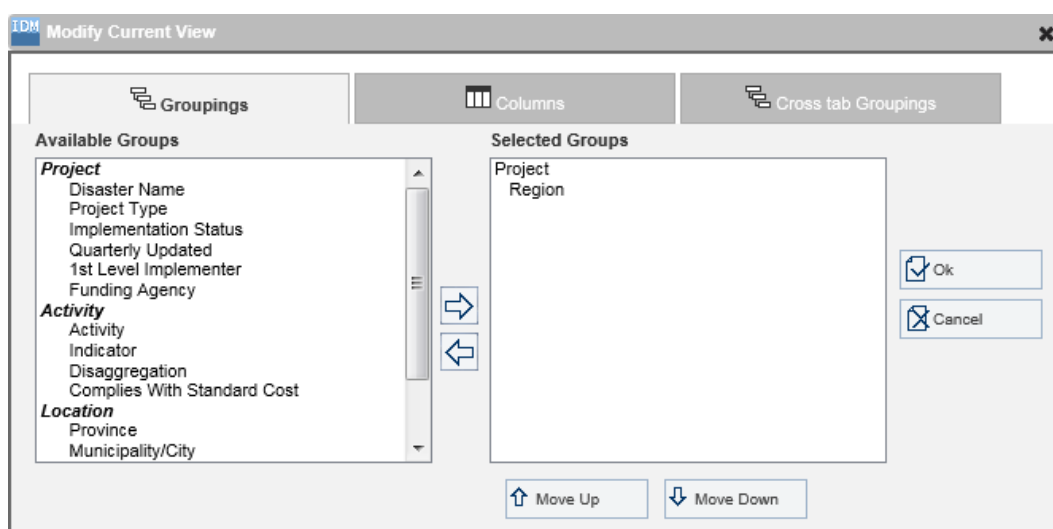 IDM Modify Current View
Groupings
Columns
Cross tab Groupings
Available Groups
Project
Disaster Name
Project Type
Implementation Status
Quarterly Updated
1st Level Implementer
Funding Agency
Activity
Activity
Indicator
Disaggregation
Complies With Standard Cost
Location
Province
Municipality/City
Selected Groups
Project
Region
Ok
Cancel
Move Up
Move Down